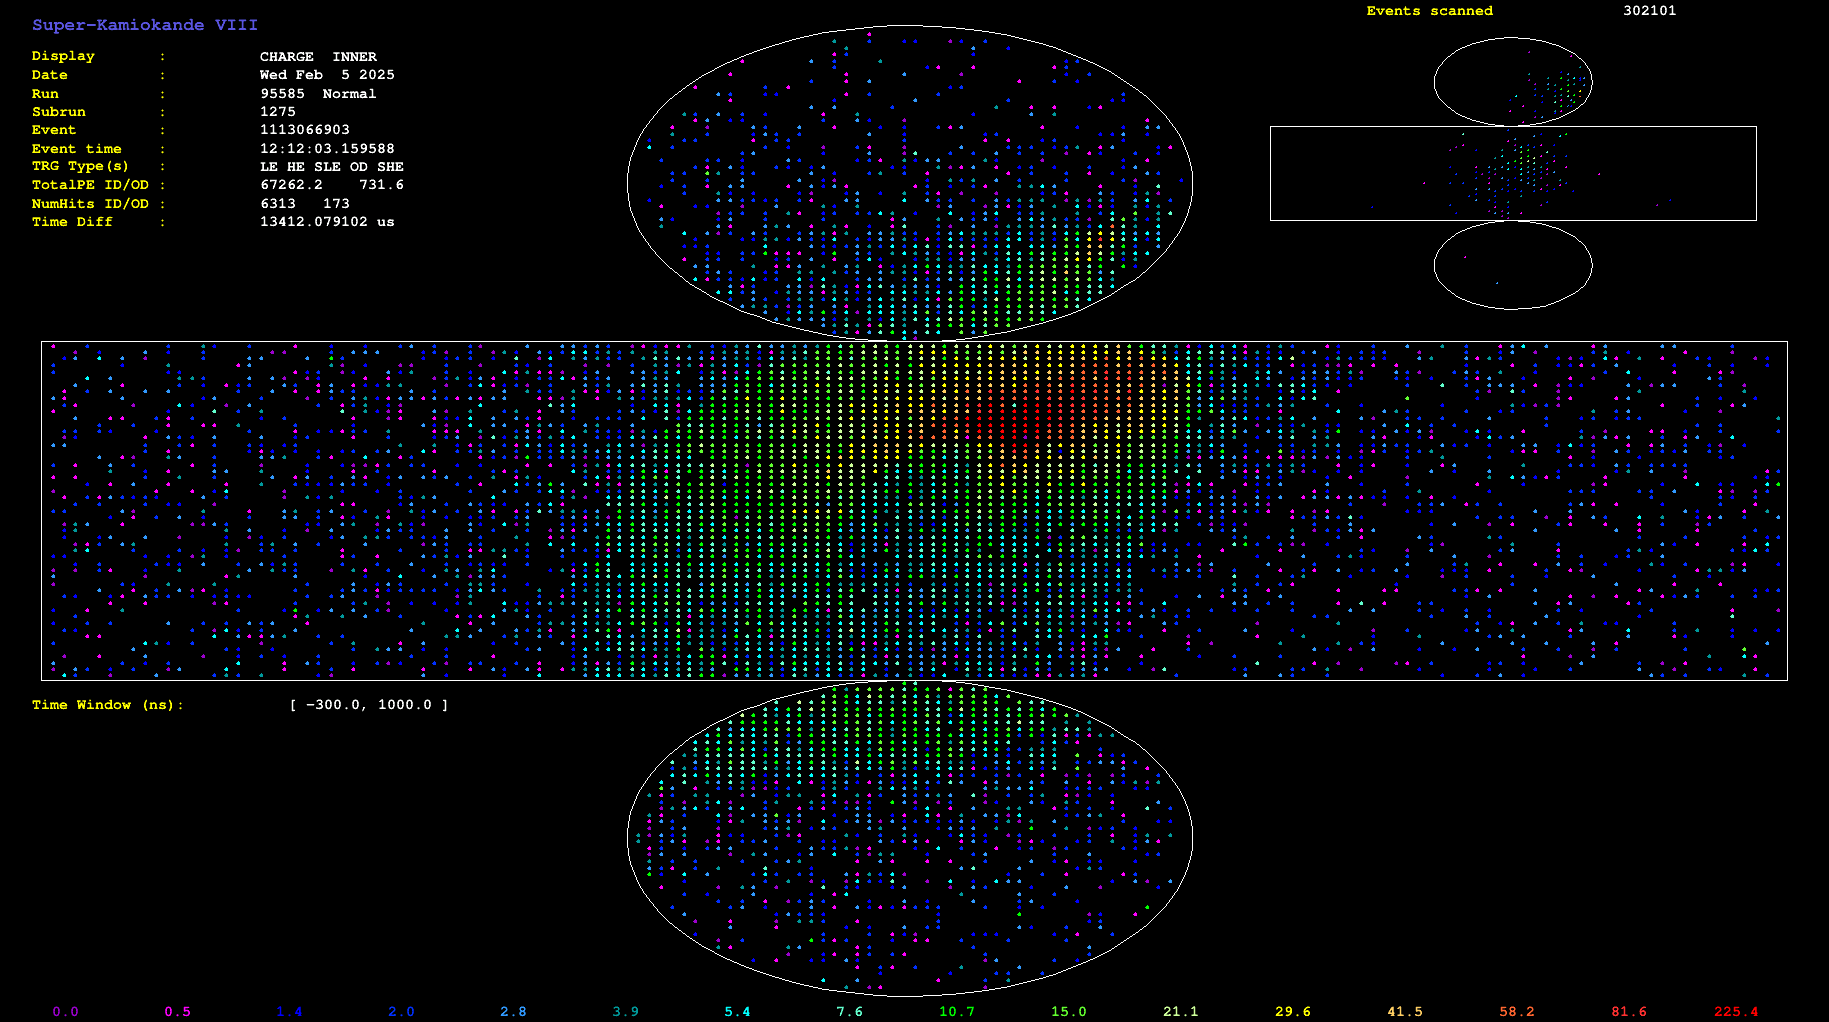 Super-Kamiokande VIII
Events scanned 302101
Display : CHARGE INNER
Date : Wed Feb 5 2025
Run : 95585 Normal
Subrun : 1275
Event : 1113066903
Event time : 12:12:03.159588
TRG Type(s) : LE HE SLE OD SHE
TotalPE ID/OD : 67262.2 731.6
NumHits ID/OD : 6313 173
Time Diff : 13412.079102 us
Time Window (ns): [ -300.0, 1000.0 ]
0.0 0.5 1.4 2.0 2.8 3.9 5.4 7.6 10.7 15.0 21.1 29.6 41.5 58.2 81.6 225.4